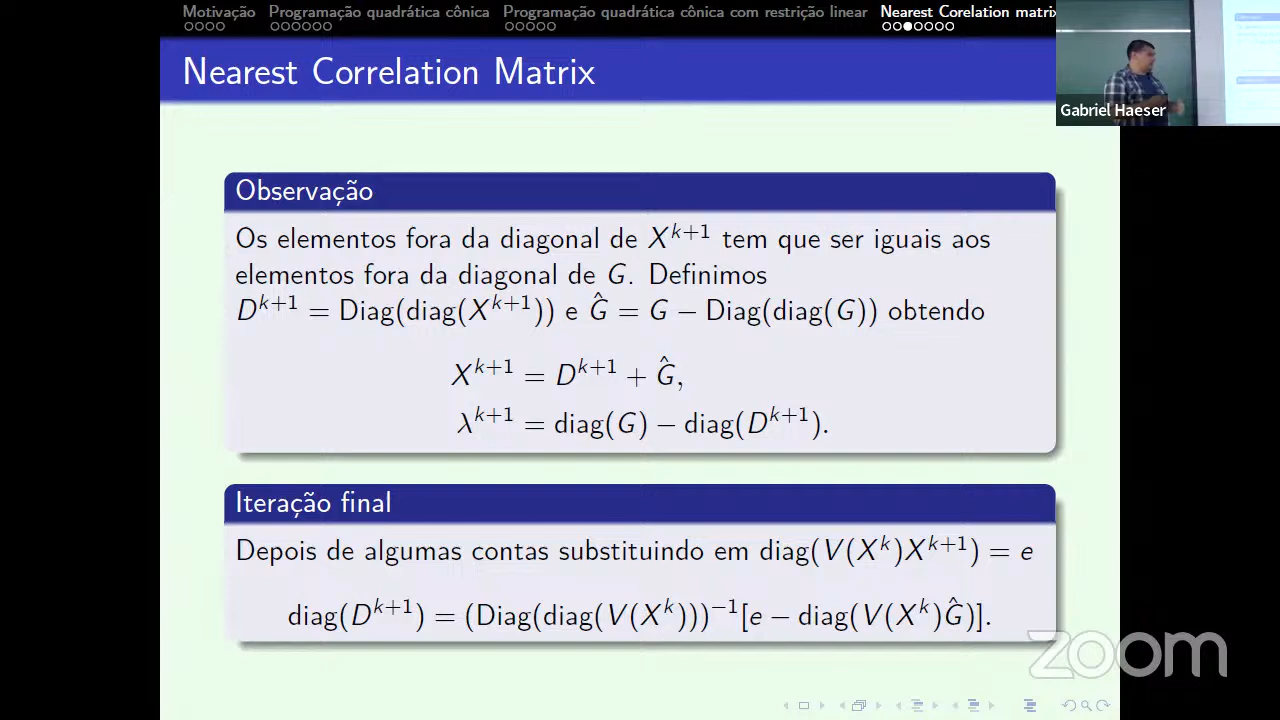 Motivação Programação quadrática cônica Programação quadrática cônica com restrição linear Nearest Corelation matrix
Nearest Correlation Matrix
Gabriel Haeser
Observação
Os elementos fora da diagonal de X^{k+1} tem que ser iguais aos
elementos fora da diagonal de G. Definimos
D^{k+1} = Diag(diag(X^{k+1})) e Ĝ = G − Diag(diag(G)) obtendo
X^{k+1} = D^{k+1} + Ĝ,
λ^{k+1} = diag(G) − diag(D^{k+1}).
Iteração final
Depois de algumas contas substituindo em diag(V(X^k)X^{k+1}) = e
diag(D^{k+1}) = (Diag(diag(V(X^k)))^{−1}[e − diag(V(X^k)Ĝ)].
zoom